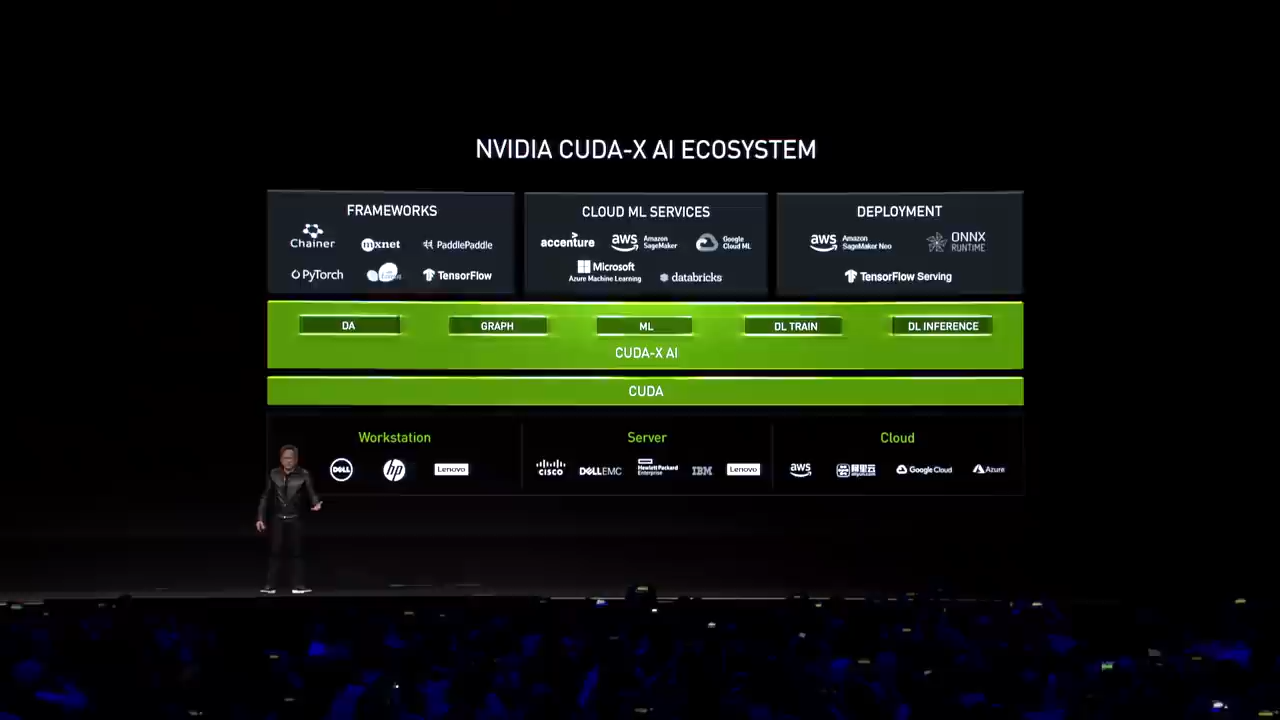 NVIDIA CUDA-X AI ECOSYSTEM
FRAMEWORKS
Chainer
mxnet
PaddlePaddle
PyTorch
TensorFlow
CLOUD ML SERVICES
accenture
aws Amazon SageMaker
Google Cloud ML
Microsoft
Azure Machine Learning
databricks
DEPLOYMENT
aws Amazon SageMaker Neo
ONNX RUNTIME
TensorFlow Serving
DA
GRAPH
ML
DL TRAIN
DL INFERENCE
CUDA-X AI
CUDA
Workstation
DELL
hp
Lenovo
Server
CISCO
DELLEMC
Hewlett Packard Enterprise
IBM
Lenovo
Cloud
aws
阿里云
Google Cloud
Azure